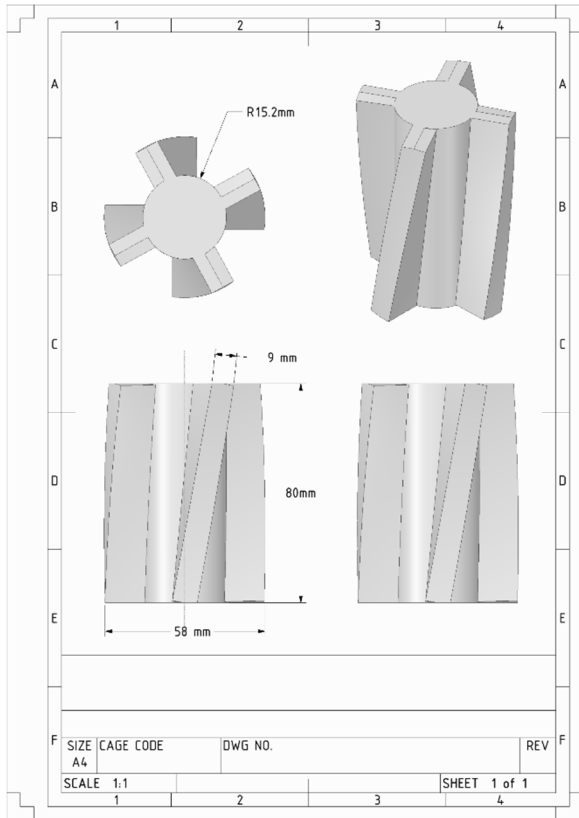 1 2 3 4
A A
R15.2mm
B B
C C
9 mm
D D
80mm
E E
58 mm
F F
SIZE CAGE CODE DWG NO. REV
A4
SCALE 1:1 SHEET 1 of 1
1 2 3 4